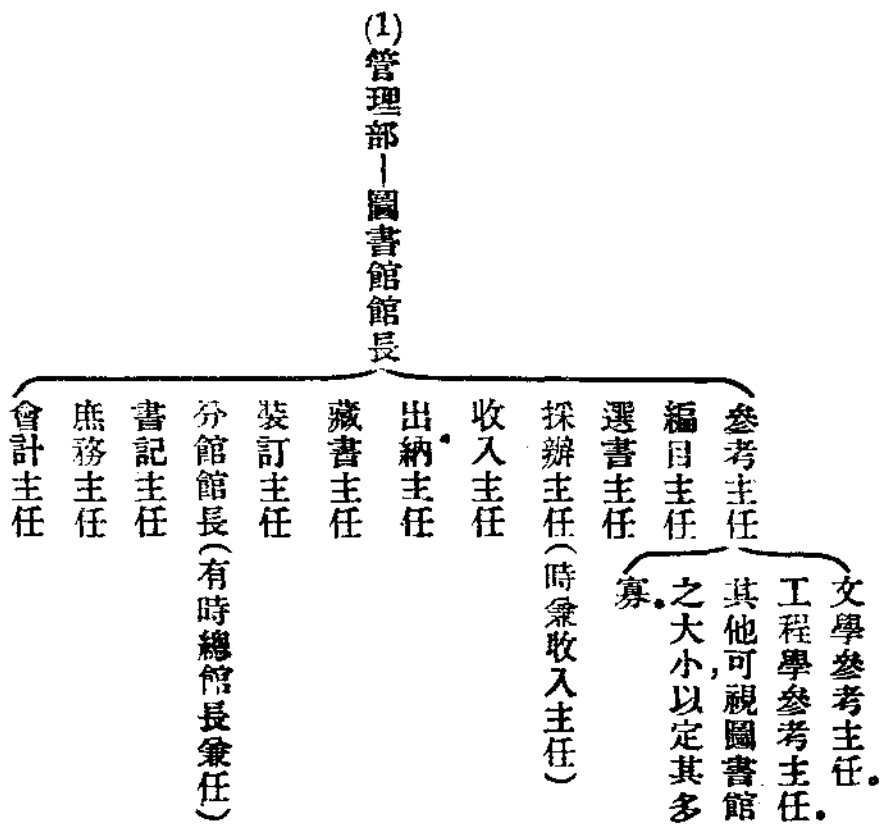 (1)管理部—圖書館館長
參考主任
文學參考主任。
工程學參考主任。
其他可視圖書館
之大小,以定其多
寡。
編目主任
選書主任
採辦主任(時兼收入主任)
收入主任
出納主任
藏書主任
裝訂主任
分館館長(有時總館長兼任)
書記主任
庶務主任
會計主任